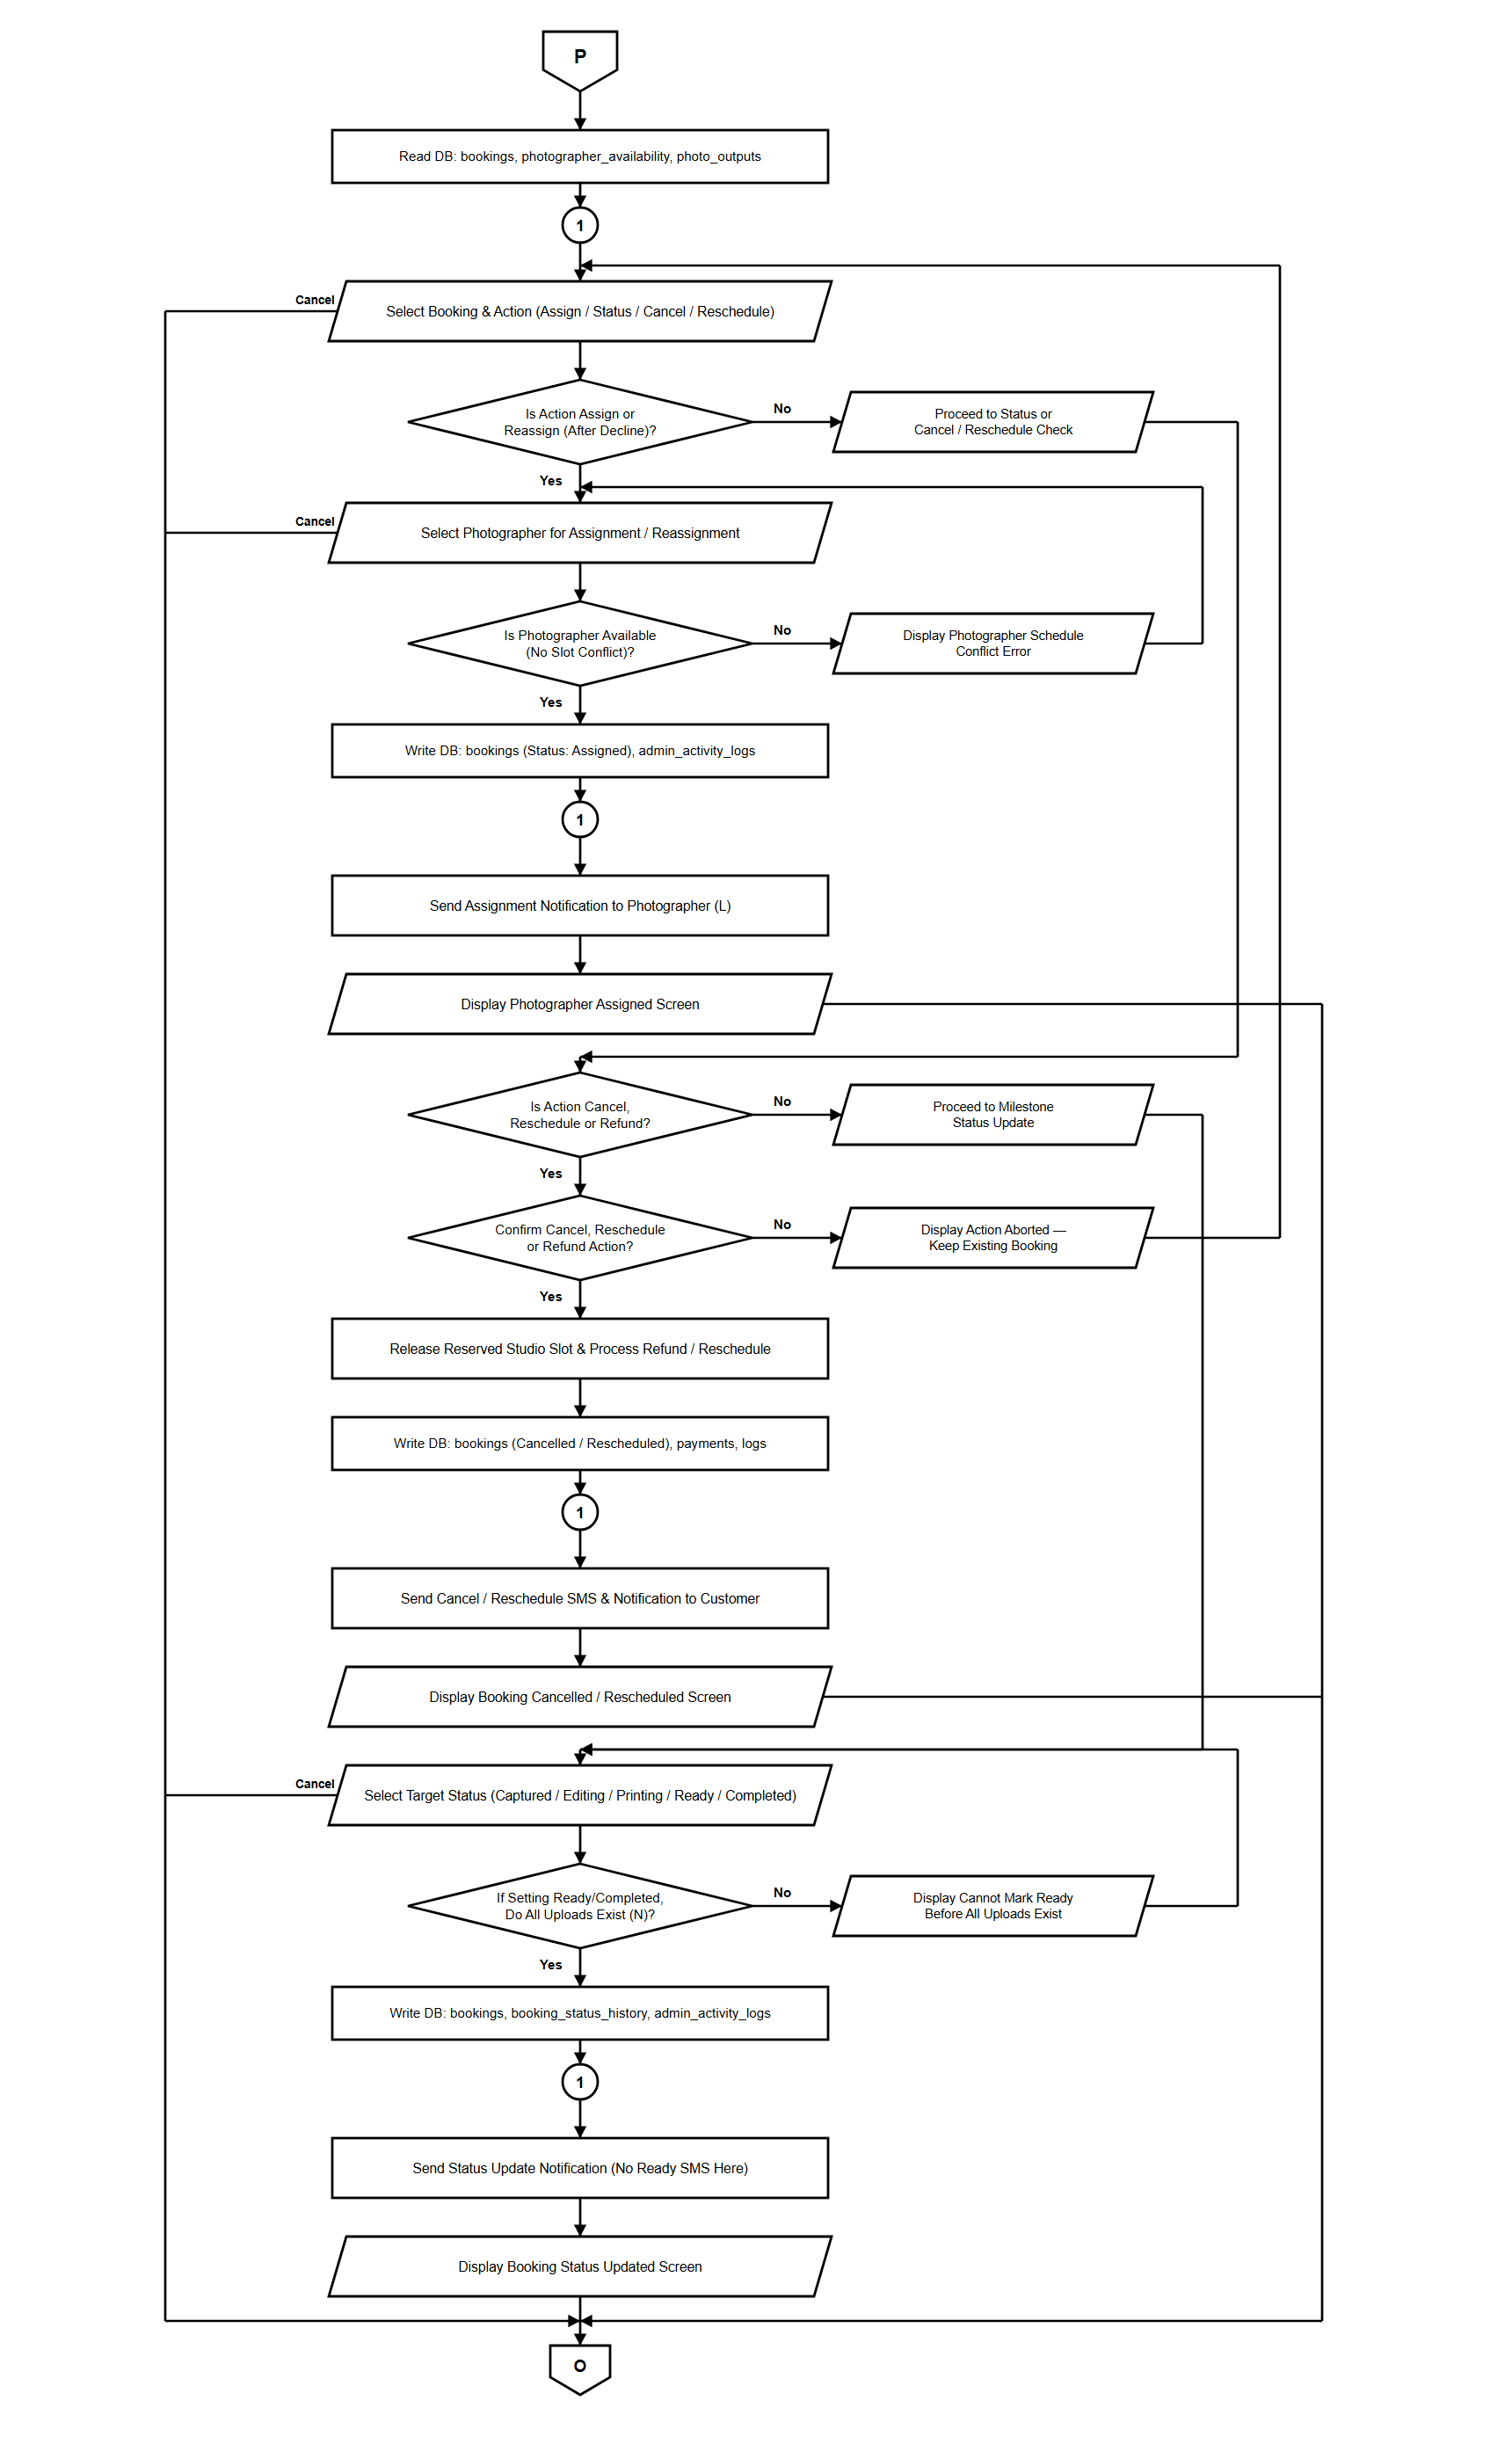 P
Read DB: bookings, photographer_availability, photo_outputs
1
Cancel
Select Booking & Action (Assign / Status / Cancel / Reschedule)
Is Action Assign or
Reassign (After Decline)?
No
Proceed to Status or
Cancel / Reschedule Check
Yes
Cancel
Select Photographer for Assignment / Reassignment
Is Photographer Available
(No Slot Conflict)?
No
Display Photographer Schedule
Conflict Error
Yes
Write DB: bookings (Status: Assigned), admin_activity_logs
1
Send Assignment Notification to Photographer (L)
Display Photographer Assigned Screen
Is Action Cancel,
Reschedule or Refund?
No
Proceed to Milestone
Status Update
Yes
Confirm Cancel, Reschedule
or Refund Action?
No
Display Action Aborted —
Keep Existing Booking
Yes
Release Reserved Studio Slot & Process Refund / Reschedule
Write DB: bookings (Cancelled / Rescheduled), payments, logs
1
Send Cancel / Reschedule SMS & Notification to Customer
Display Booking Cancelled / Rescheduled Screen
Cancel
Select Target Status (Captured / Editing / Printing / Ready / Completed)
If Setting Ready/Completed,
Do All Uploads Exist (N)?
No
Display Cannot Mark Ready
Before All Uploads Exist
Yes
Write DB: bookings, booking_status_history, admin_activity_logs
1
Send Status Update Notification (No Ready SMS Here)
Display Booking Status Updated Screen
O